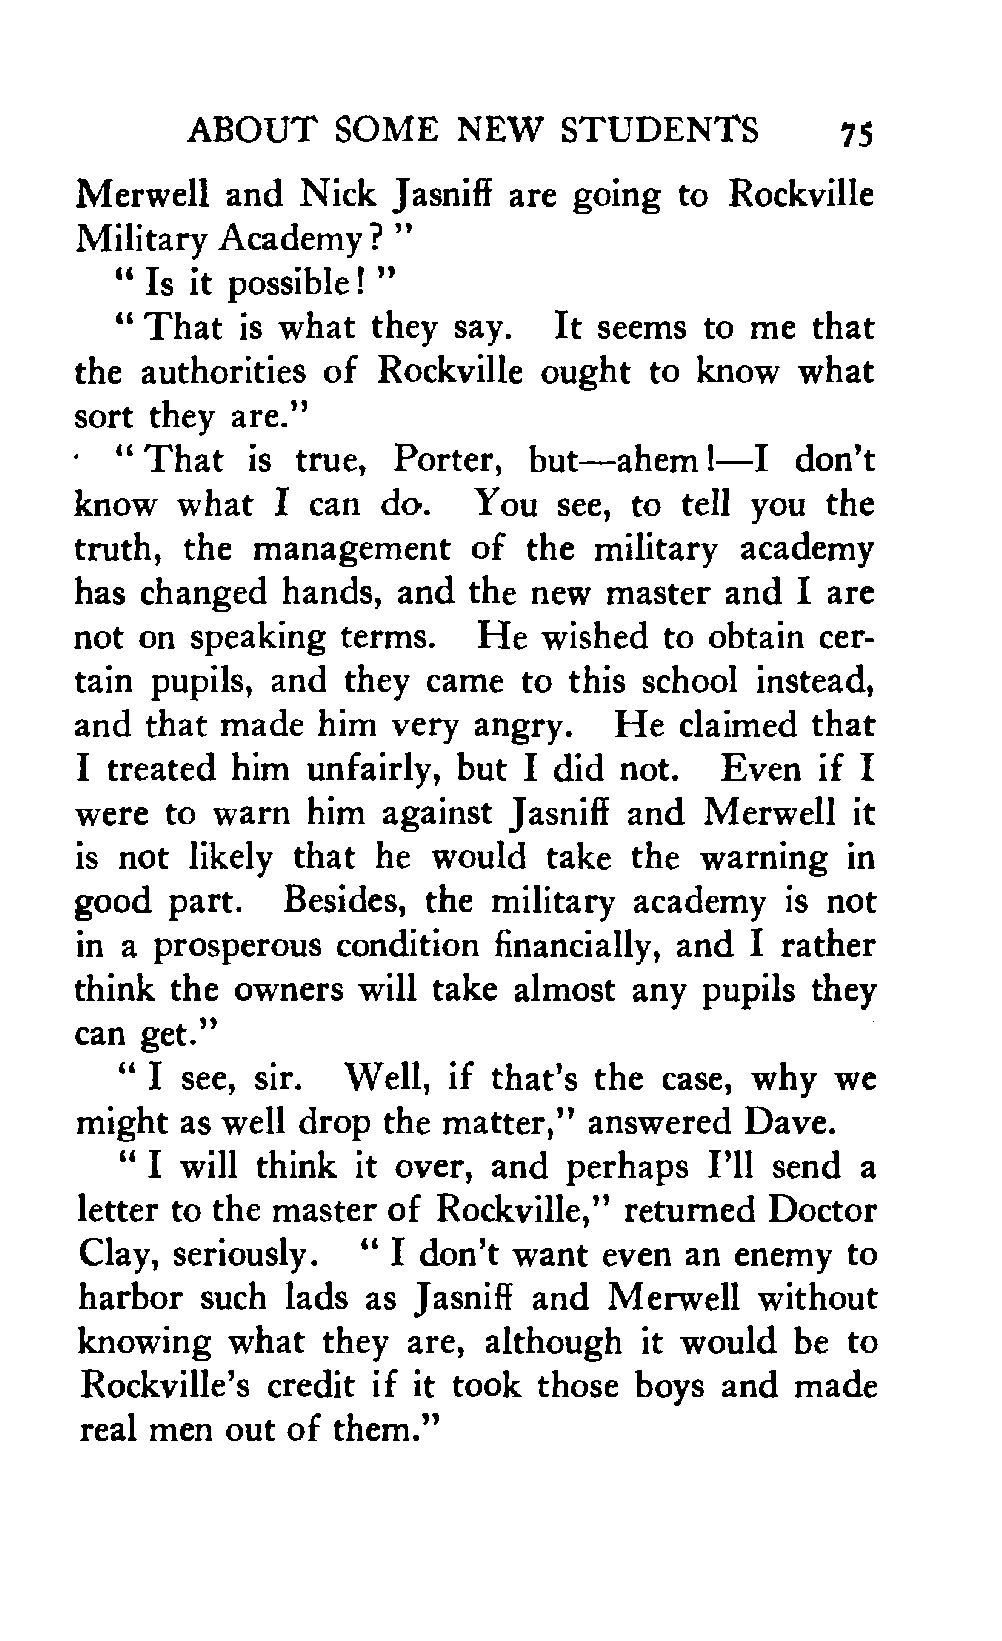 ABOUT SOME NEW STUDENTS 75
Merwell and Nick Jasniff are going to Rockville
Military Academy? "
" Is it possible! "
" That is what they say. It seems to me that
the authorities of Rockville ought to know what
sort they are."
" That is true, Porter, but—ahem!—I don't
know what I can do. You see, to tell you the
truth, the management of the military academy
has changed hands, and the new master and I are
not on speaking terms. He wished to obtain cer-
tain pupils, and they came to this school instead,
and that made him very angry. He claimed that
I treated him unfairly, but I did not. Even if I
were to warn him against Jasniff and Merwell it
is not likely that he would take the warning in
good part. Besides, the military academy is not
in a prosperous condition financially, and I rather
think the owners will take almost any pupils they
can get."
" I see, sir. Well, if that's the case, why we
might as well drop the matter," answered Dave.
" I will think it over, and perhaps I'll send a
letter to the master of Rockville," returned Doctor
Clay, seriously. " I don't want even an enemy to
harbor such lads as Jasniff and Merwell without
knowing what they are, although it would be to
Rockville's credit if it took those boys and made
real men out of them."